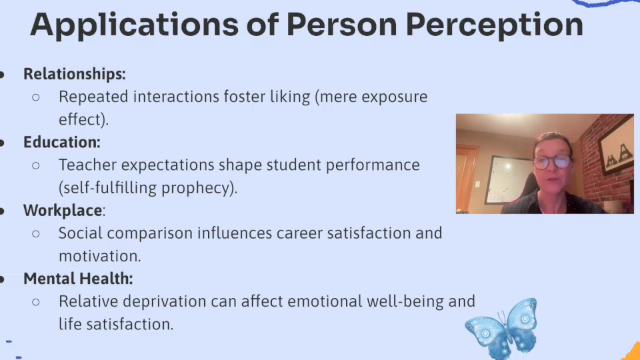 Applications of Person Perception
● Relationships:
○ Repeated interactions foster liking (mere exposure
effect).
● Education:
○ Teacher expectations shape student performance
(self-fulfilling prophecy).
● Workplace:
○ Social comparison influences career satisfaction and
motivation.
● Mental Health:
○ Relative deprivation can affect emotional well-being and
life satisfaction.